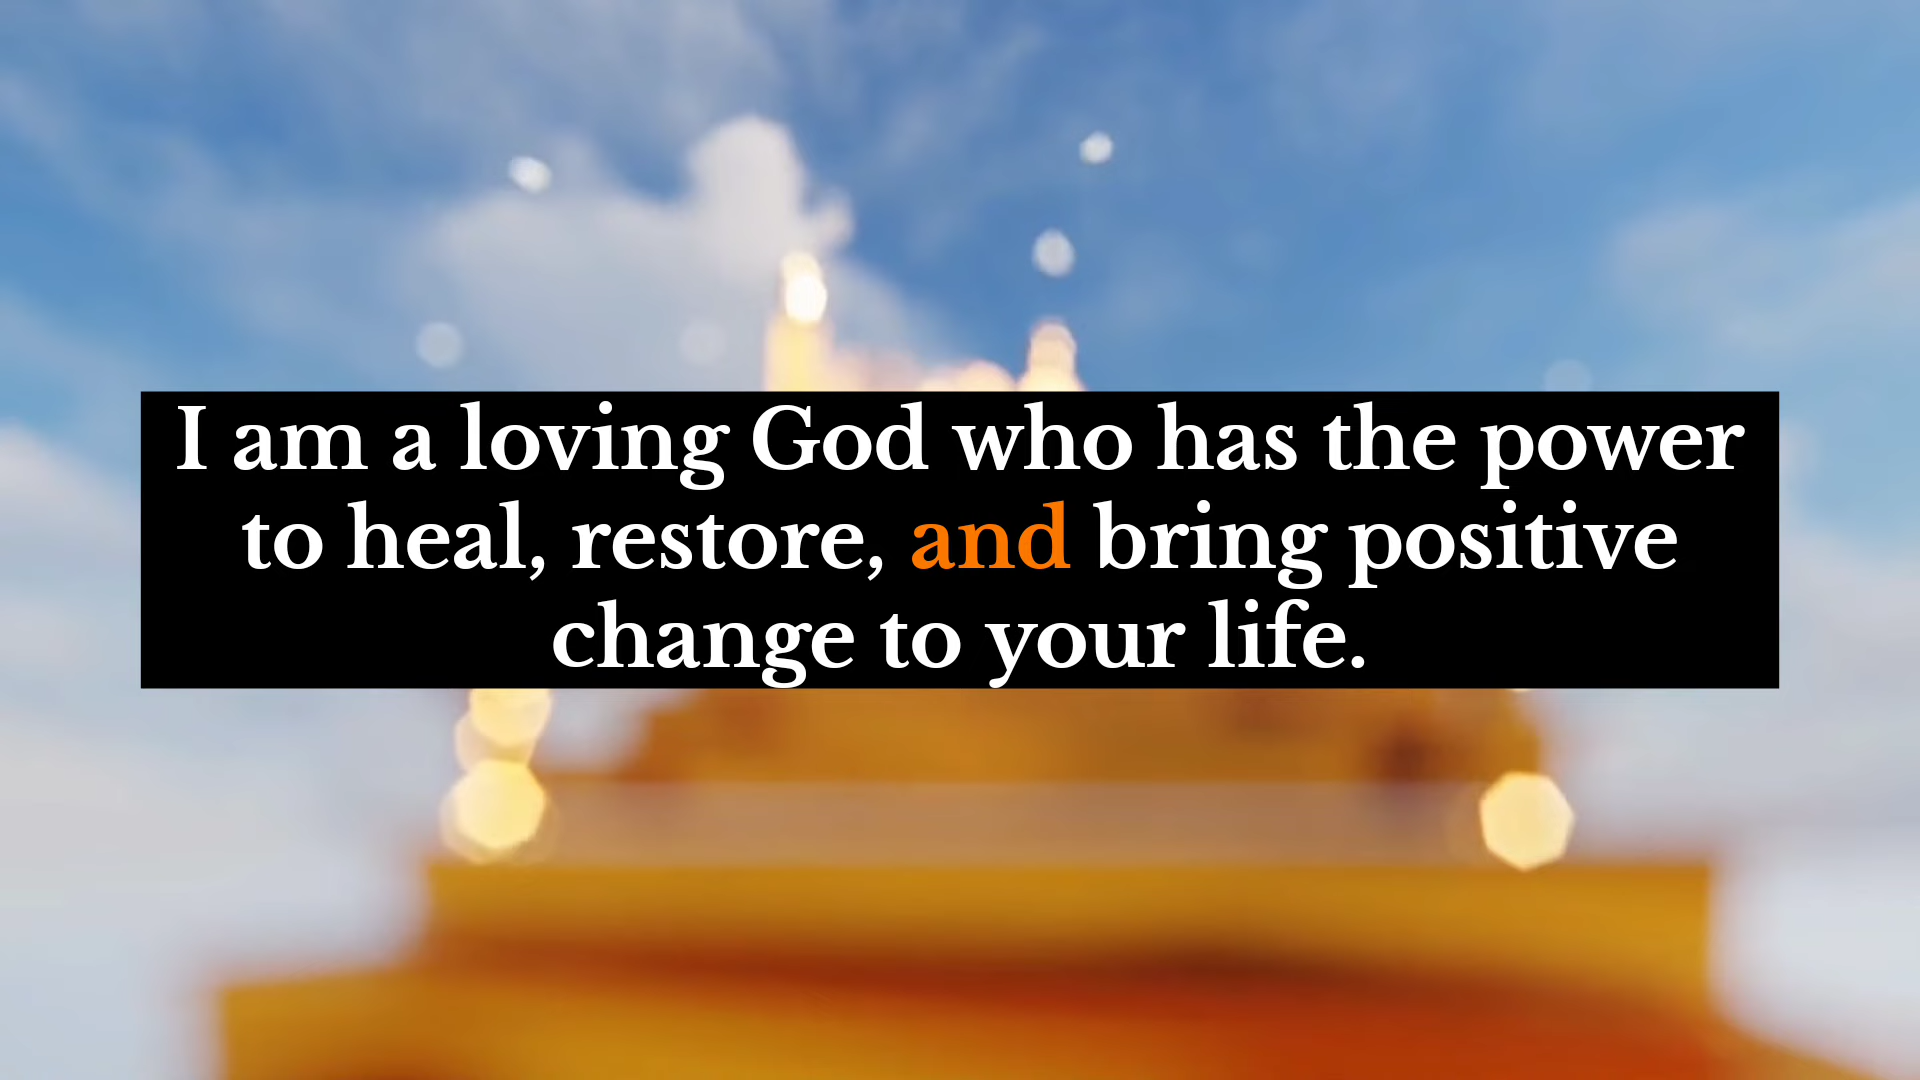 I am a loving God who has the power
to heal, restore, and bring positive
change to your life.